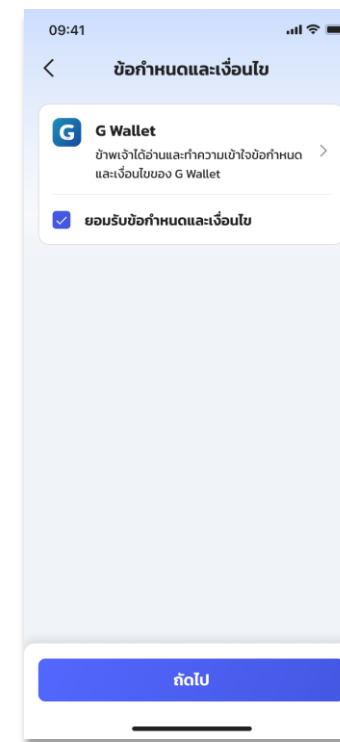 09:41
ข้อกำหนดและเงื่อนไข
G
G Wallet
ข้าพเจ้าได้อ่านและทำความเข้าใจข้อกำหนด
และเงื่อนไขของ G Wallet
ยอมรับข้อกำหนดและเงื่อนไข
ถัดไป